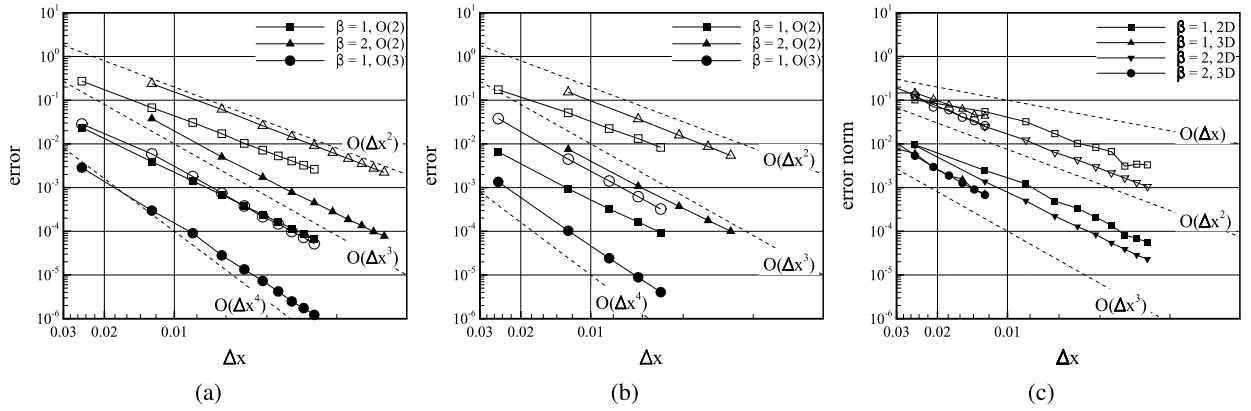 10²
10¹
10⁰
10⁻¹
10⁻²
10⁻³
10⁻⁴
10⁻⁵
10⁻⁶
error
β = 1, O(2)
β = 2, O(2)
β = 1, O(3)
O(Δx²)
O(Δx³)
O(Δx⁴)
0.03
0.02
0.01
Δx
(a)
10²
10¹
10⁰
10⁻¹
10⁻²
10⁻³
10⁻⁴
10⁻⁵
10⁻⁶
error
β = 1, O(2)
β = 2, O(2)
β = 1, O(3)
O(Δx²)
O(Δx³)
O(Δx⁴)
0.03
0.02
0.01
Δx
(b)
10²
10¹
10⁰
10⁻¹
10⁻²
10⁻³
10⁻⁴
10⁻⁵
10⁻⁶
error norm
β = 1, 2D
β = 1, 3D
β = 2, 2D
β = 2, 3D
O(Δx)
O(Δx²)
O(Δx³)
0.03
0.02
0.01
Δx
(c)